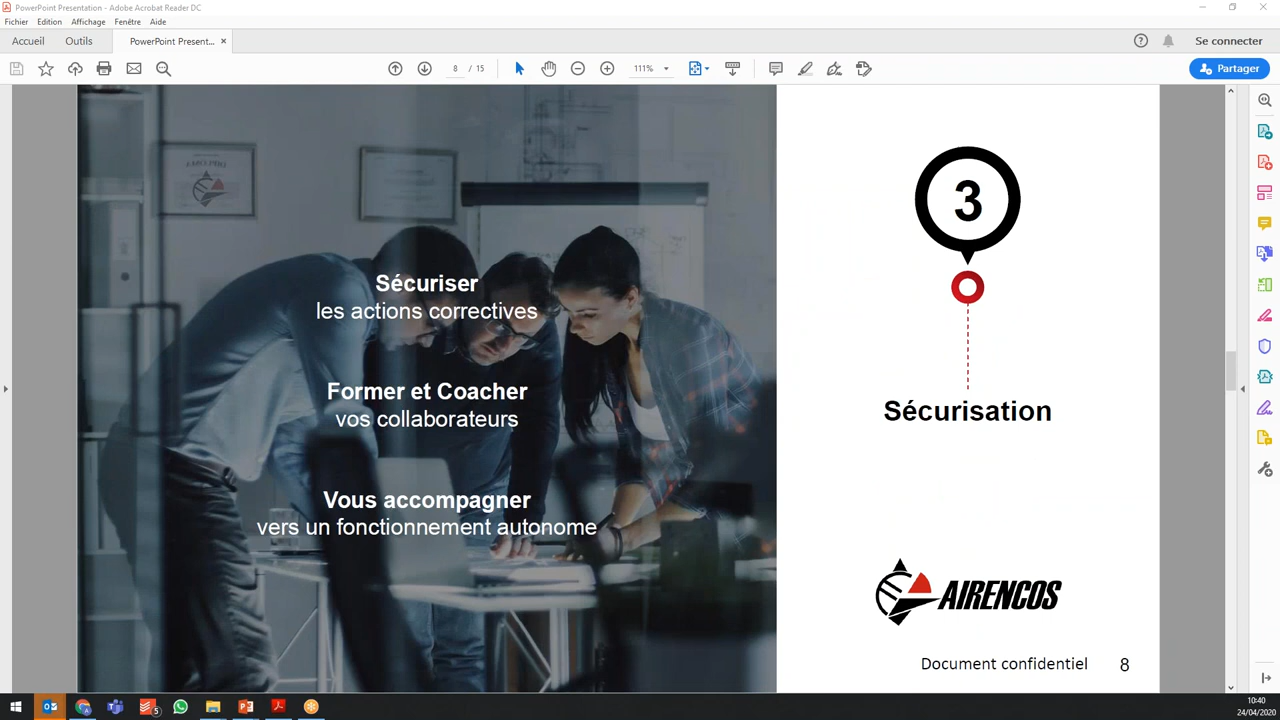 PowerPoint Presentation - Adobe Acrobat Reader DC
Fichier Edition Affichage Fenêtre Aide
Accueil Outils PowerPoint Present... × Se connecter
8 / 15 111% Partager
3
Sécuriser
les actions correctives
Former et Coacher
vos collaborateurs
Sécurisation
Vous accompagner
vers un fonctionnement autonome
AIRENCOS
Document confidentiel 8
5
10:40
24/04/2020